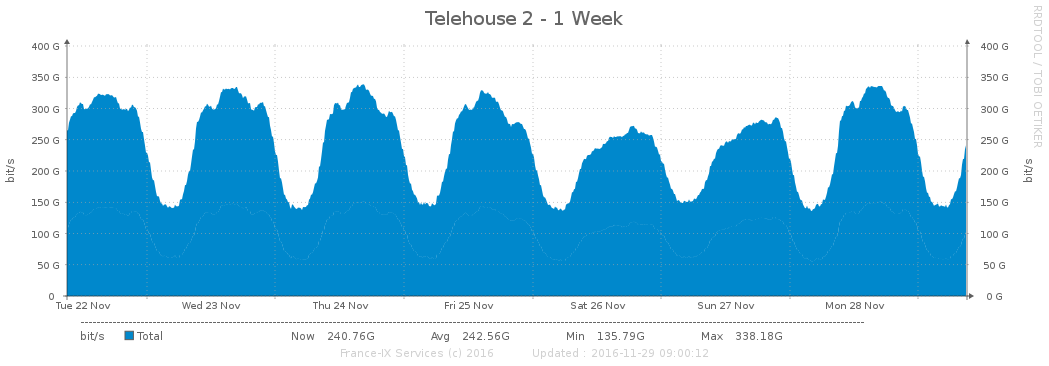 Telehouse 2 - 1 Week
RRDTOOL / TOBI OETIKER
bit/s
400 G 400 G
350 G 350 G
300 G 300 G
250 G 250 G
200 G 200 G
150 G 150 G
100 G 100 G
50 G 50 G
0 0 G
bit/s
Tue 22 Nov Wed 23 Nov Thu 24 Nov Fri 25 Nov Sat 26 Nov Sun 27 Nov Mon 28 Nov
bit/s Total Now 240.76G Avg 242.56G Min 135.79G Max 338.18G
France-IX Services (c) 2016 Updated : 2016-11-29 09:00:12